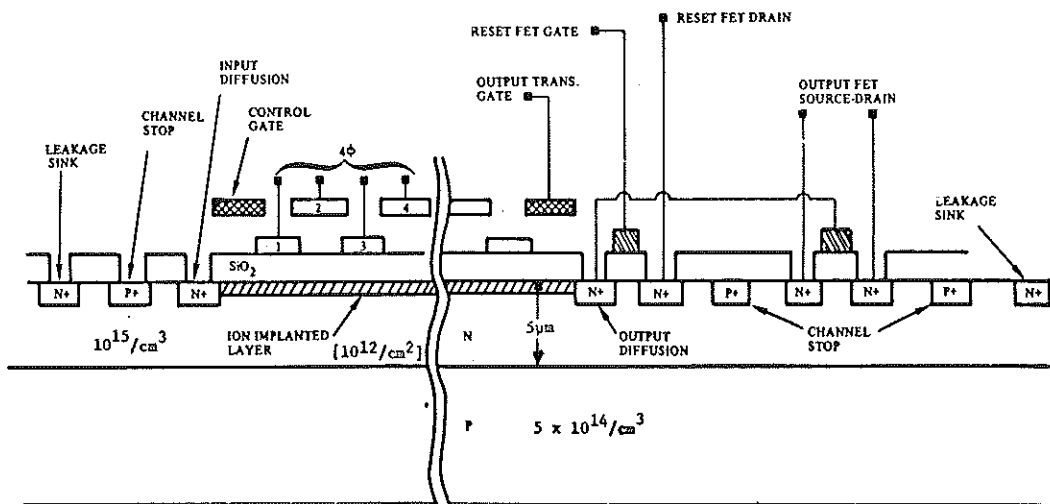 RESET FET DRAIN
RESET FET GATE
INPUT
DIFFUSION
OUTPUT TRANS.
GATE
OUTPUT FET
SOURCE-DRAIN
CHANNEL
STOP
CONTROL
GATE
LEAKAGE
SINK
4ϕ
LEAKAGE
SINK
2
4
1
3
SiO2
N+
P+
N+
N+
N+
P+
N+
N+
P+
N+
10^15/cm^3
ION IMPLANTED
LAYER
[10^12/cm^2]
N
5μm
OUTPUT
DIFFUSION
CHANNEL
STOP
P
5 x 10^14/cm^3